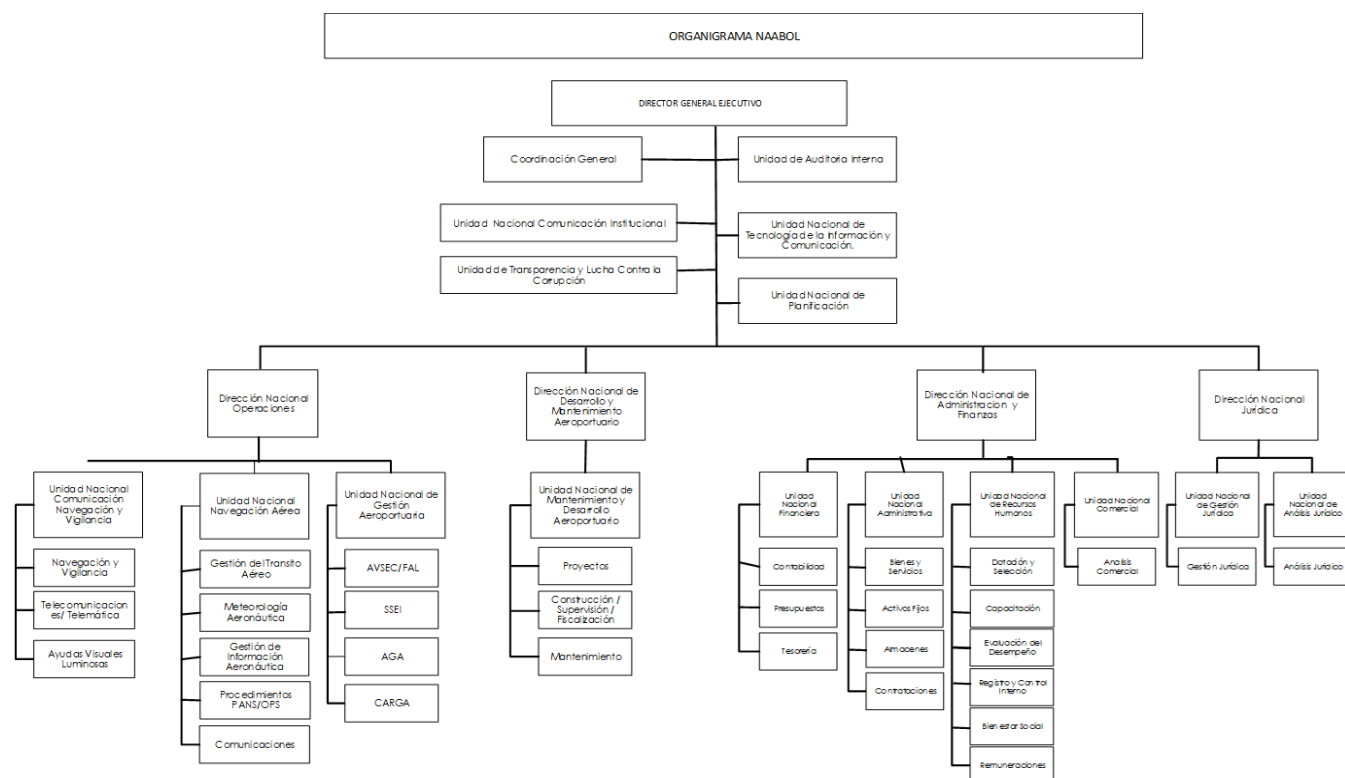 ORGANIGRAMA NAABOL
DIRECTOR GENERAL EJECUTIVO
Coordinación General
Unidad de Auditoria Interna
Unidad Nacional Comunicación Institucional
Unidad Nacional de
Tecnología de la Información y
Comunicación.
Unidad de Transparencia y Lucha Contra la
Corrupción
Unidad Nacional de
Planificación
Dirección Nacional
Operaciones
Dirección Nacional de
Desarrollo y
Mantenimiento
Aeroportuario
Dirección Nacional de
Administracion y
Finanzas
Dirección Nacional
Jurídica
Unidad Nacional
Comunicación
Navegación y
Vigilancia
Navegación y
Vigilancia
Telecomunicacion
es/ Telemática
Ayudas Visuales
Luminosas
Unidad Nacional
Navegación Aérea
Gestión del Transito
Aéreo
Meteorología
Aeronáutica
Gestión de
Información
Aeronáutica
Procedimientos
PANS/OPS
Comunicaciones
Unidad Nacional de
Gestión
Aeroportuaria
AVSEC/FAL
SSEI
AGA
CARGA
Unidad Nacional de
Mantenimiento y
Desarrollo
Aeroportuario
Proyectos
Construcción /
Supervisión /
Fiscalización
Mantenimiento
Unidad
Nacional
Financiera
Contabilidad
Presupuestos
Tesorería
Unidad
Nacional
Administrativa
Bienes y
Servicios
Activos Fijos
Almacenes
Contrataciones
Unidad Nacional
de Recursos
Humanos
Dotación y
Selección
Capacitación
Evaluación del
Desempeño
Registro y Control
Interno
Bienestar Social
Remuneraciones
Unidad Nacional
Comercial
Analisis
Comercial
Unidad Nacional
de Gestión
Jurídica
Gestión Jurídica
Unidad Nacional
de Análisis Jurídico
Análisis Jurídico